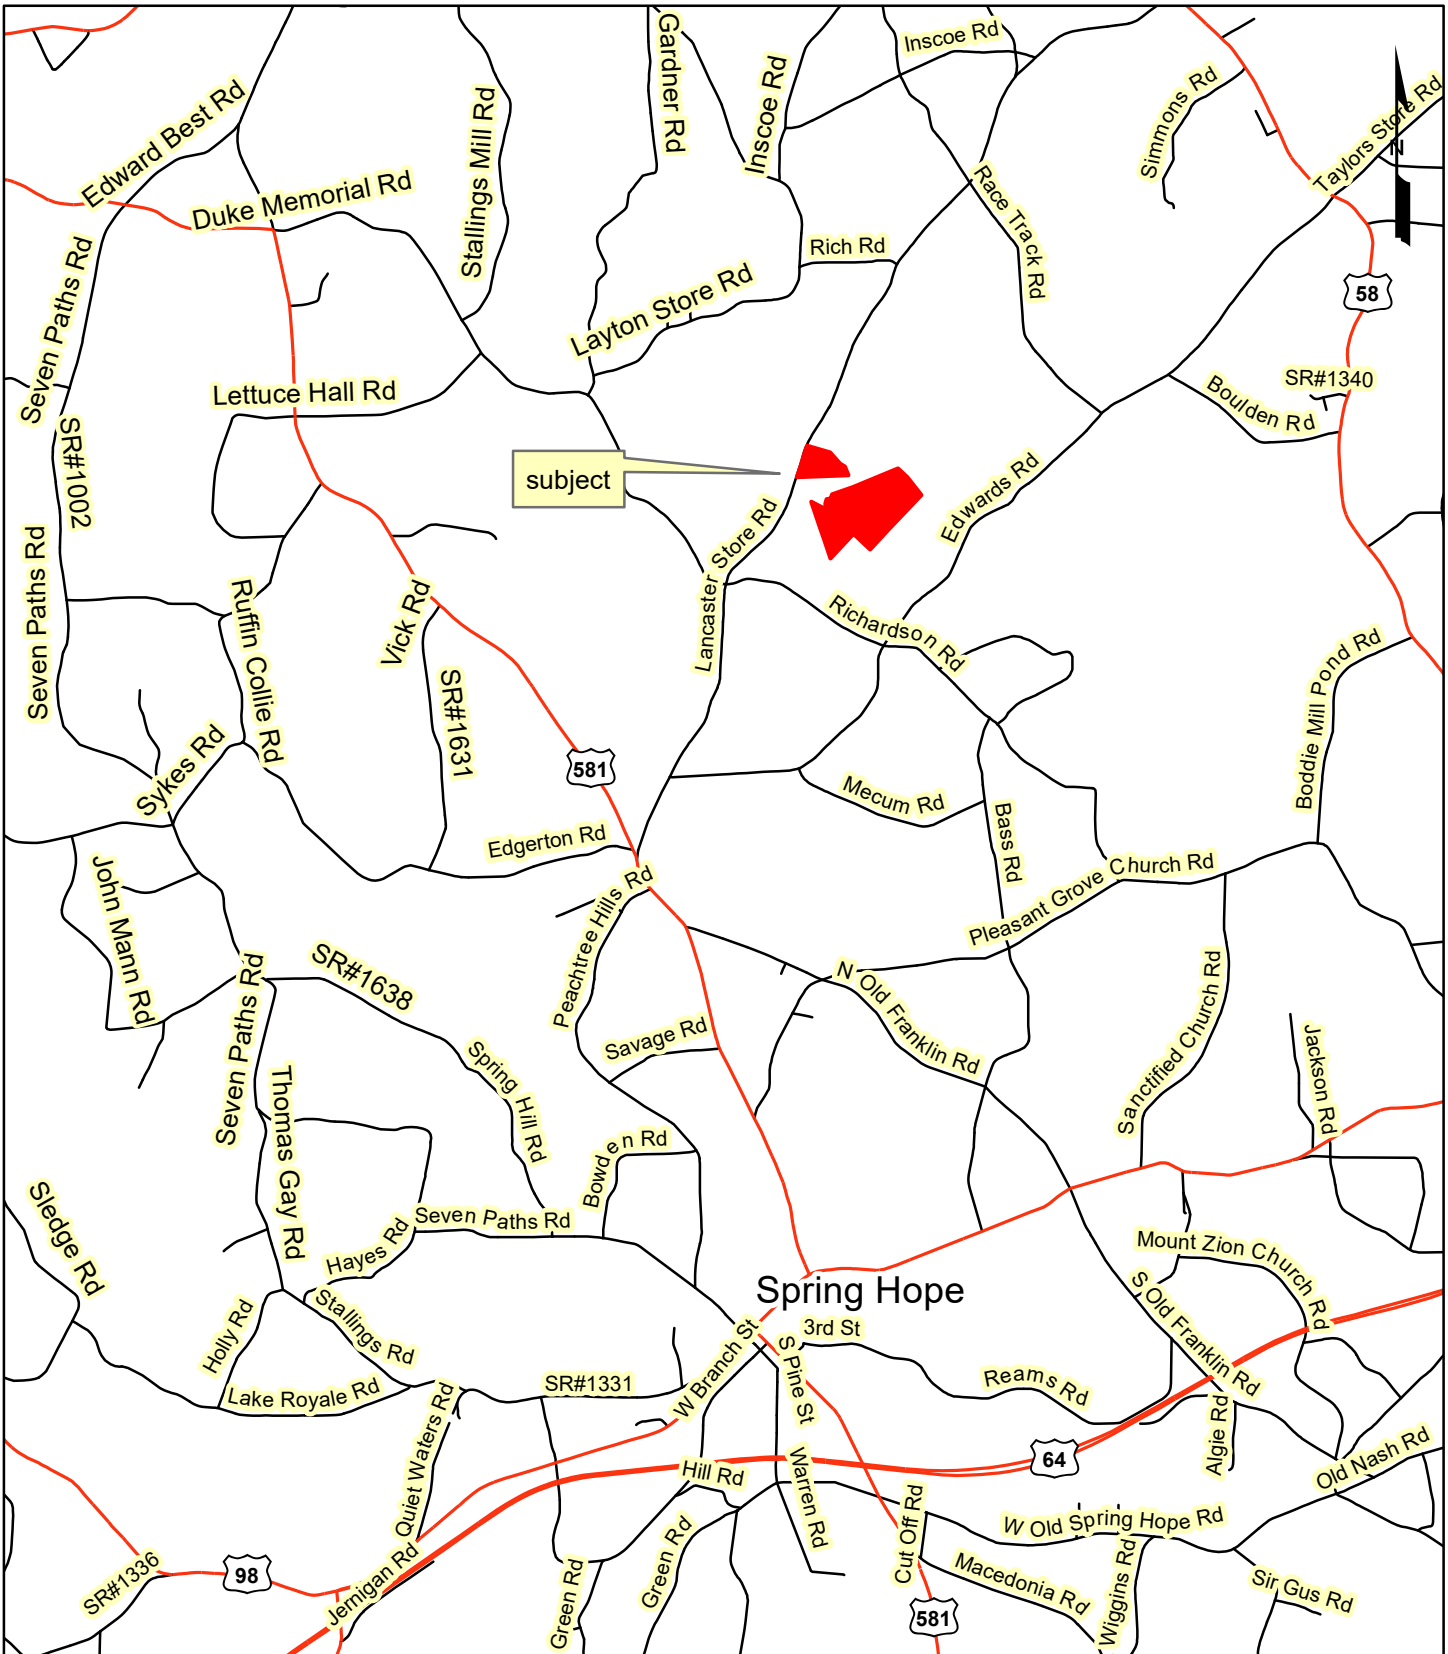 Gardner Rd
Inscoe Rd
Inscoe Rd
Simmons Rd
Edward Best Rd
Stallings Mill Rd
Taylors Store Rd
N
Duke Memorial Rd
Race Track Rd
Rich Rd
Seven Paths Rd
Layton Store Rd
58
Lettuce Hall Rd
SR#1340
Boulden Rd
SR#1002
subject
Edwards Rd
Lancaster Store Rd
Seven Paths Rd
Ruffin Collie Rd
Vick Rd
Richardson Rd
SR#1631
Boddie Mill Pond Rd
Sykes Rd
581
Mecum Rd
Bass Rd
Edgerton Rd
John Mann Rd
Peachtree Hills Rd
Pleasant Grove Church Rd
SR#1638
Seven Paths Rd
N Old Franklin Rd
Sanctified Church Rd
Savage Rd
Spring Hill Rd
Jackson Rd
Thomas Gay Rd
Bowden Rd
Sledge Rd
Seven Paths Rd
Hayes Rd
Mount Zion Church Rd
Spring Hope
Holly Rd
Stallings Rd
3rd St
S Old Franklin Rd
W Branch St
S Pine St
Lake Royale Rd
SR#1331
Reams Rd
Quiet Waters Rd
Algie Rd
64
Old Nash Rd
Hill Rd
Warren Rd
Cut Off Rd
W Old Spring Hope Rd
SR#1336
98
Jernigan Rd
Green Rd
Green Rd
Macedonia Rd
Wiggins Rd
Sir Gus Rd
581